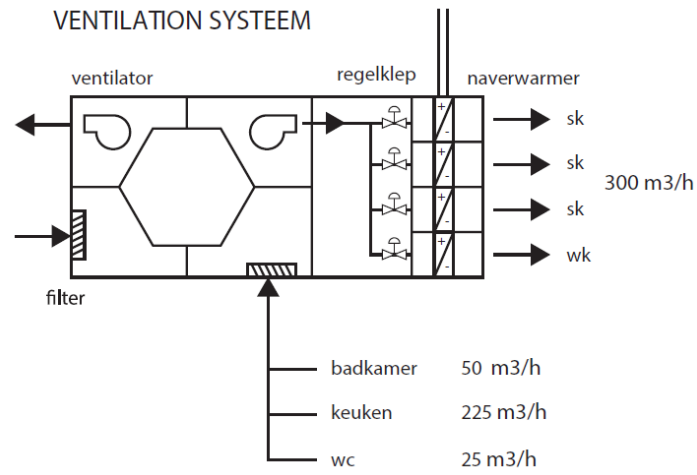 VENTILATION SYSTEEM
ventilator
regelklep
naverwarmer
+
-
sk
+
-
sk
300 m3/h
+
-
sk
+
-
wk
filter
badkamer 50 m3/h
keuken 225 m3/h
wc 25 m3/h